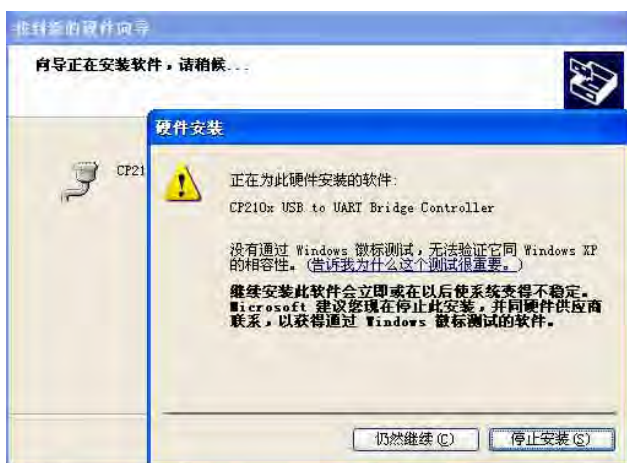 找到新的硬件向导
向导正在安装软件，请稍候...
硬件安装
CP21
正在为此硬件安装的软件:
CP210x USB to UART Bridge Controller
没有通过 Windows 徽标测试，无法验证它同 Windows XP
的相容性。(告诉我为什么这个测试很重要。)
继续安装此软件会立即或在以后使系统变得不稳定。
Microsoft 建议您现在停止此安装，并同硬件供应商
联系，以获得通过 Windows 徽标测试的软件。
仍然继续(C)
停止安装(S)